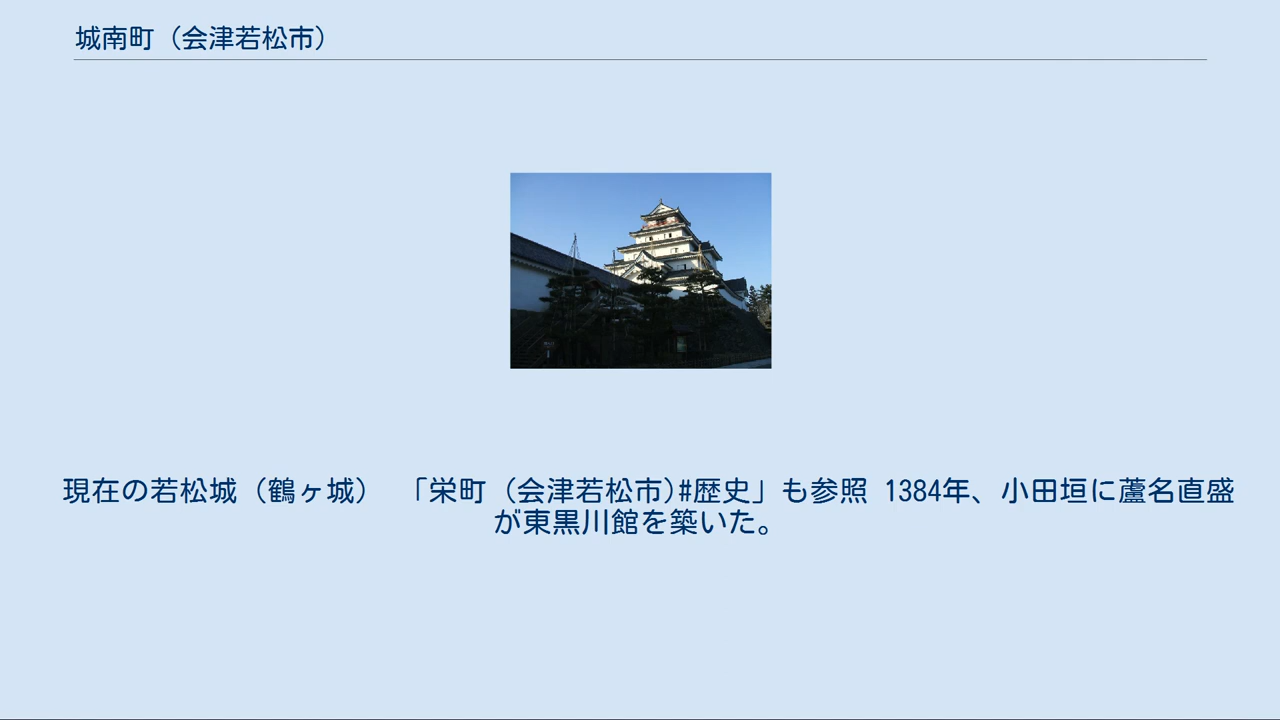 城南町（会津若松市）
現在の若松城（鶴ヶ城） 「栄町（会津若松市)#歴史」も参照 1384年、小田垣に蘆名直盛
が東黒川館を築いた。